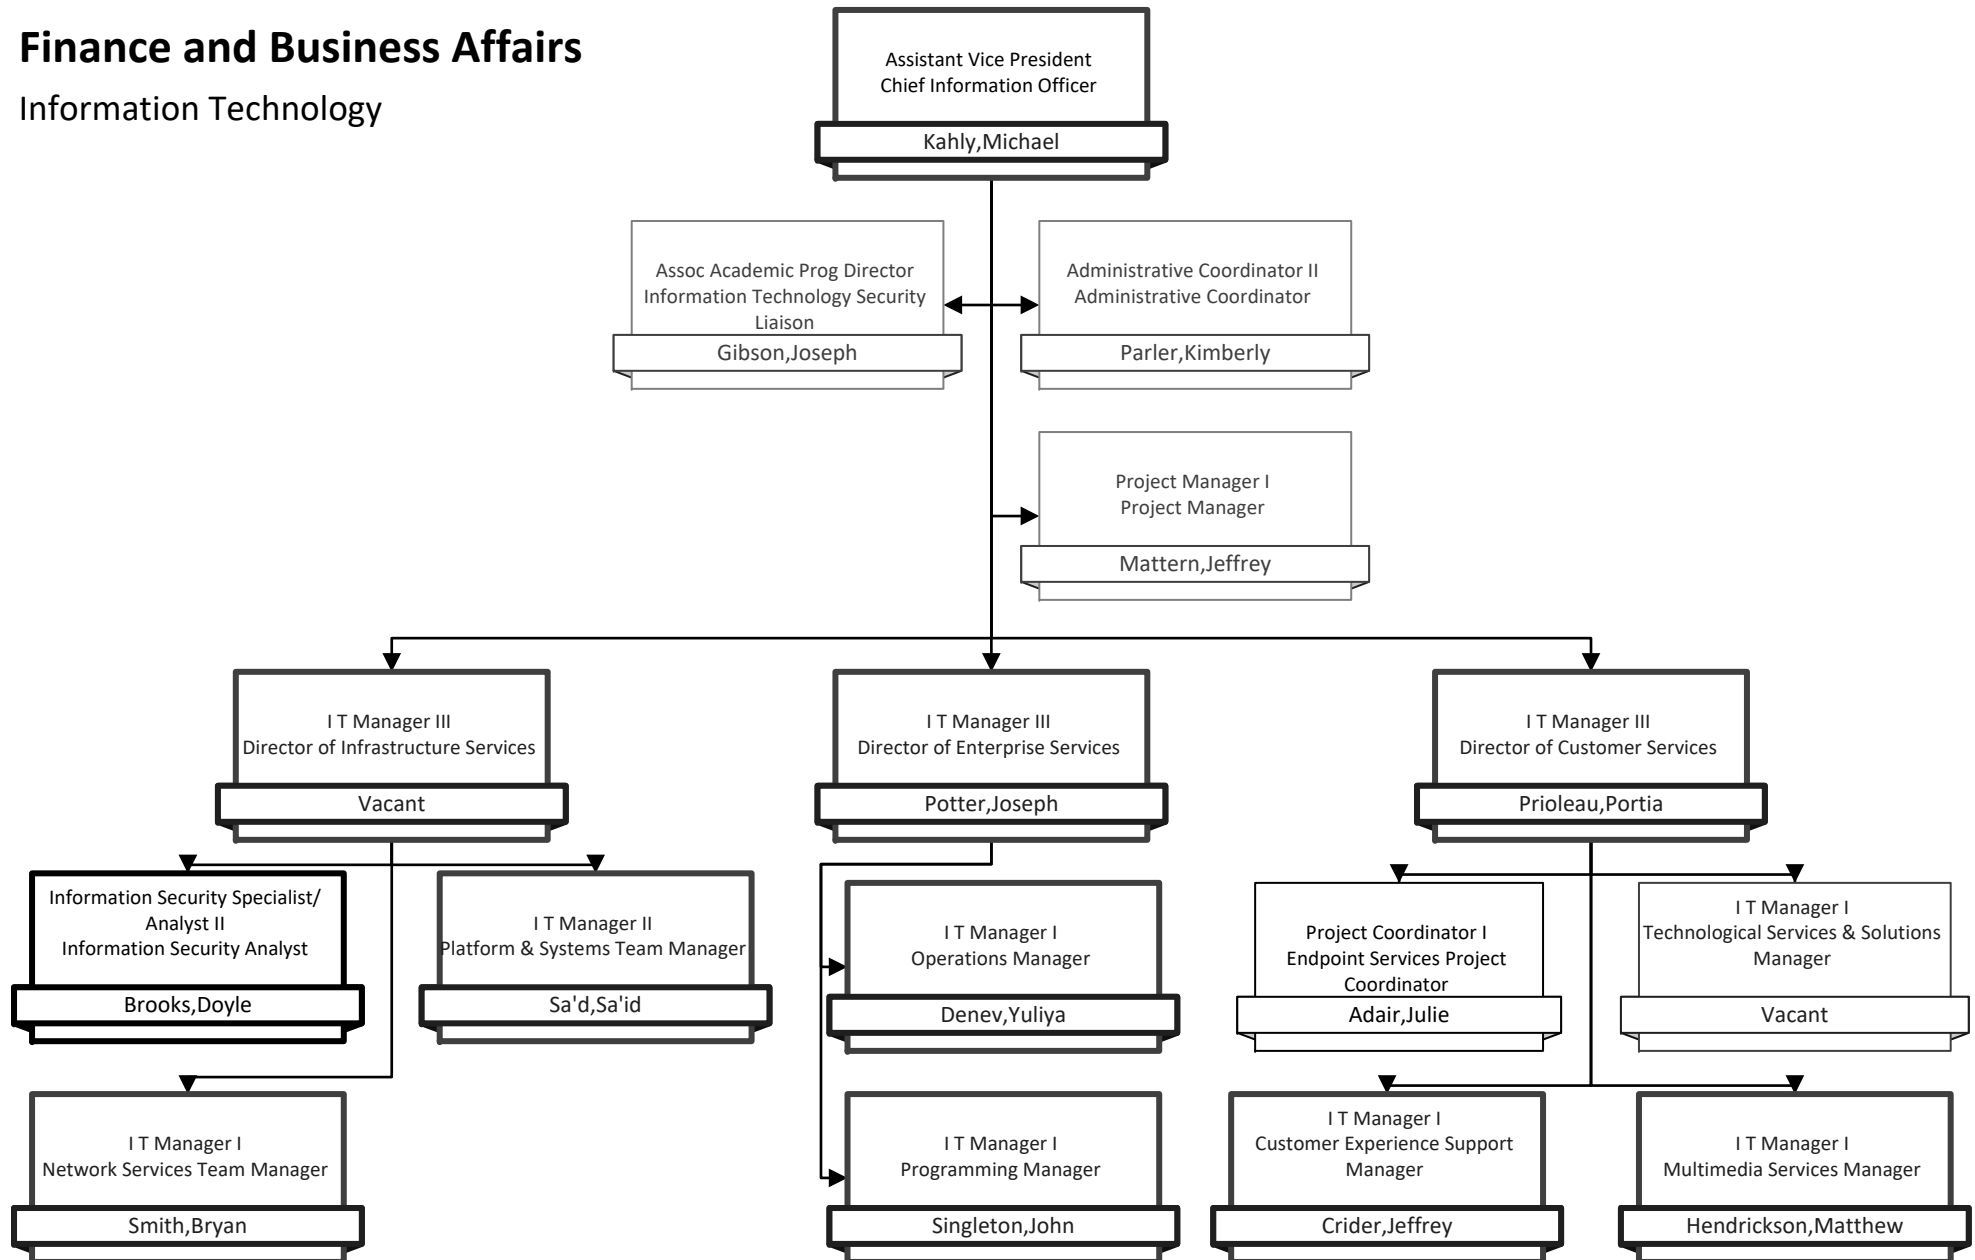 Finance and Business Affairs
Information Technology
Assistant Vice President
Chief Information Officer
Kahly,Michael
Assoc Academic Prog Director
Information Technology Security
Liaison
Gibson,Joseph
Administrative Coordinator II
Administrative Coordinator
Parler,Kimberly
Project Manager I
Project Manager
Mattern,Jeffrey
I T Manager III
Director of Infrastructure Services
Vacant
I T Manager III
Director of Enterprise Services
Potter,Joseph
I T Manager III
Director of Customer Services
Prioleau,Portia
Information Security Specialist/
Analyst II
Information Security Analyst
Brooks,Doyle
I T Manager II
Platform & Systems Team Manager
Sa'd,Sa'id
I T Manager I
Operations Manager
Denev,Yuliya
Project Coordinator I
Endpoint Services Project
Coordinator
Adair,Julie
I T Manager I
Technological Services & Solutions
Manager
Vacant
I T Manager I
Network Services Team Manager
Smith,Bryan
I T Manager I
Programming Manager
Singleton,John
I T Manager I
Customer Experience Support
Manager
Crider,Jeffrey
I T Manager I
Multimedia Services Manager
Hendrickson,Matthew